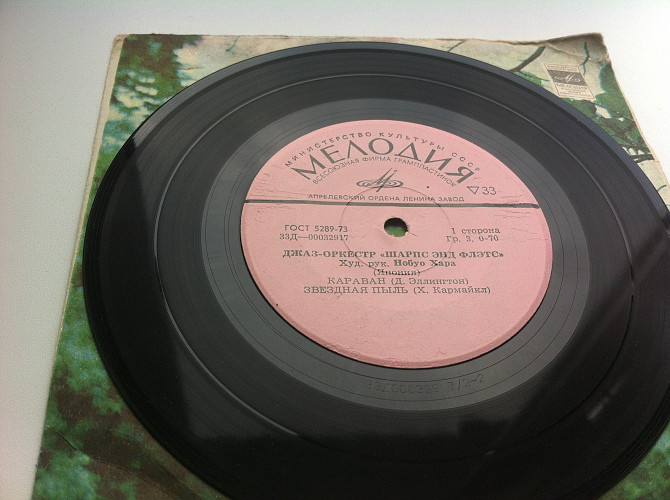 МИНИСТЕРСТВО КУЛЬТУРЫ СССР
МЕЛОДИЯ
ВСЕСОЮЗНАЯ ФИРМА ГРАМПЛАСТИНОК
33
АПРЕЛЕВСКИЙ ОРДЕНА ЛЕНИНА ЗАВОД
ГОСТ 5289-73
1 сторона
33Д—00032917
Гр. 3, 0-70
ДЖАЗ-ОРКЕСТР «ШАРПС ЭНД ФЛЭТС»
Худ. рук. Нобуо Хара
(Япония)
КАРАВАН (Д. Эллингтон)
ЗВЕЗДНАЯ ПЫЛЬ (Х. Кармайкл)